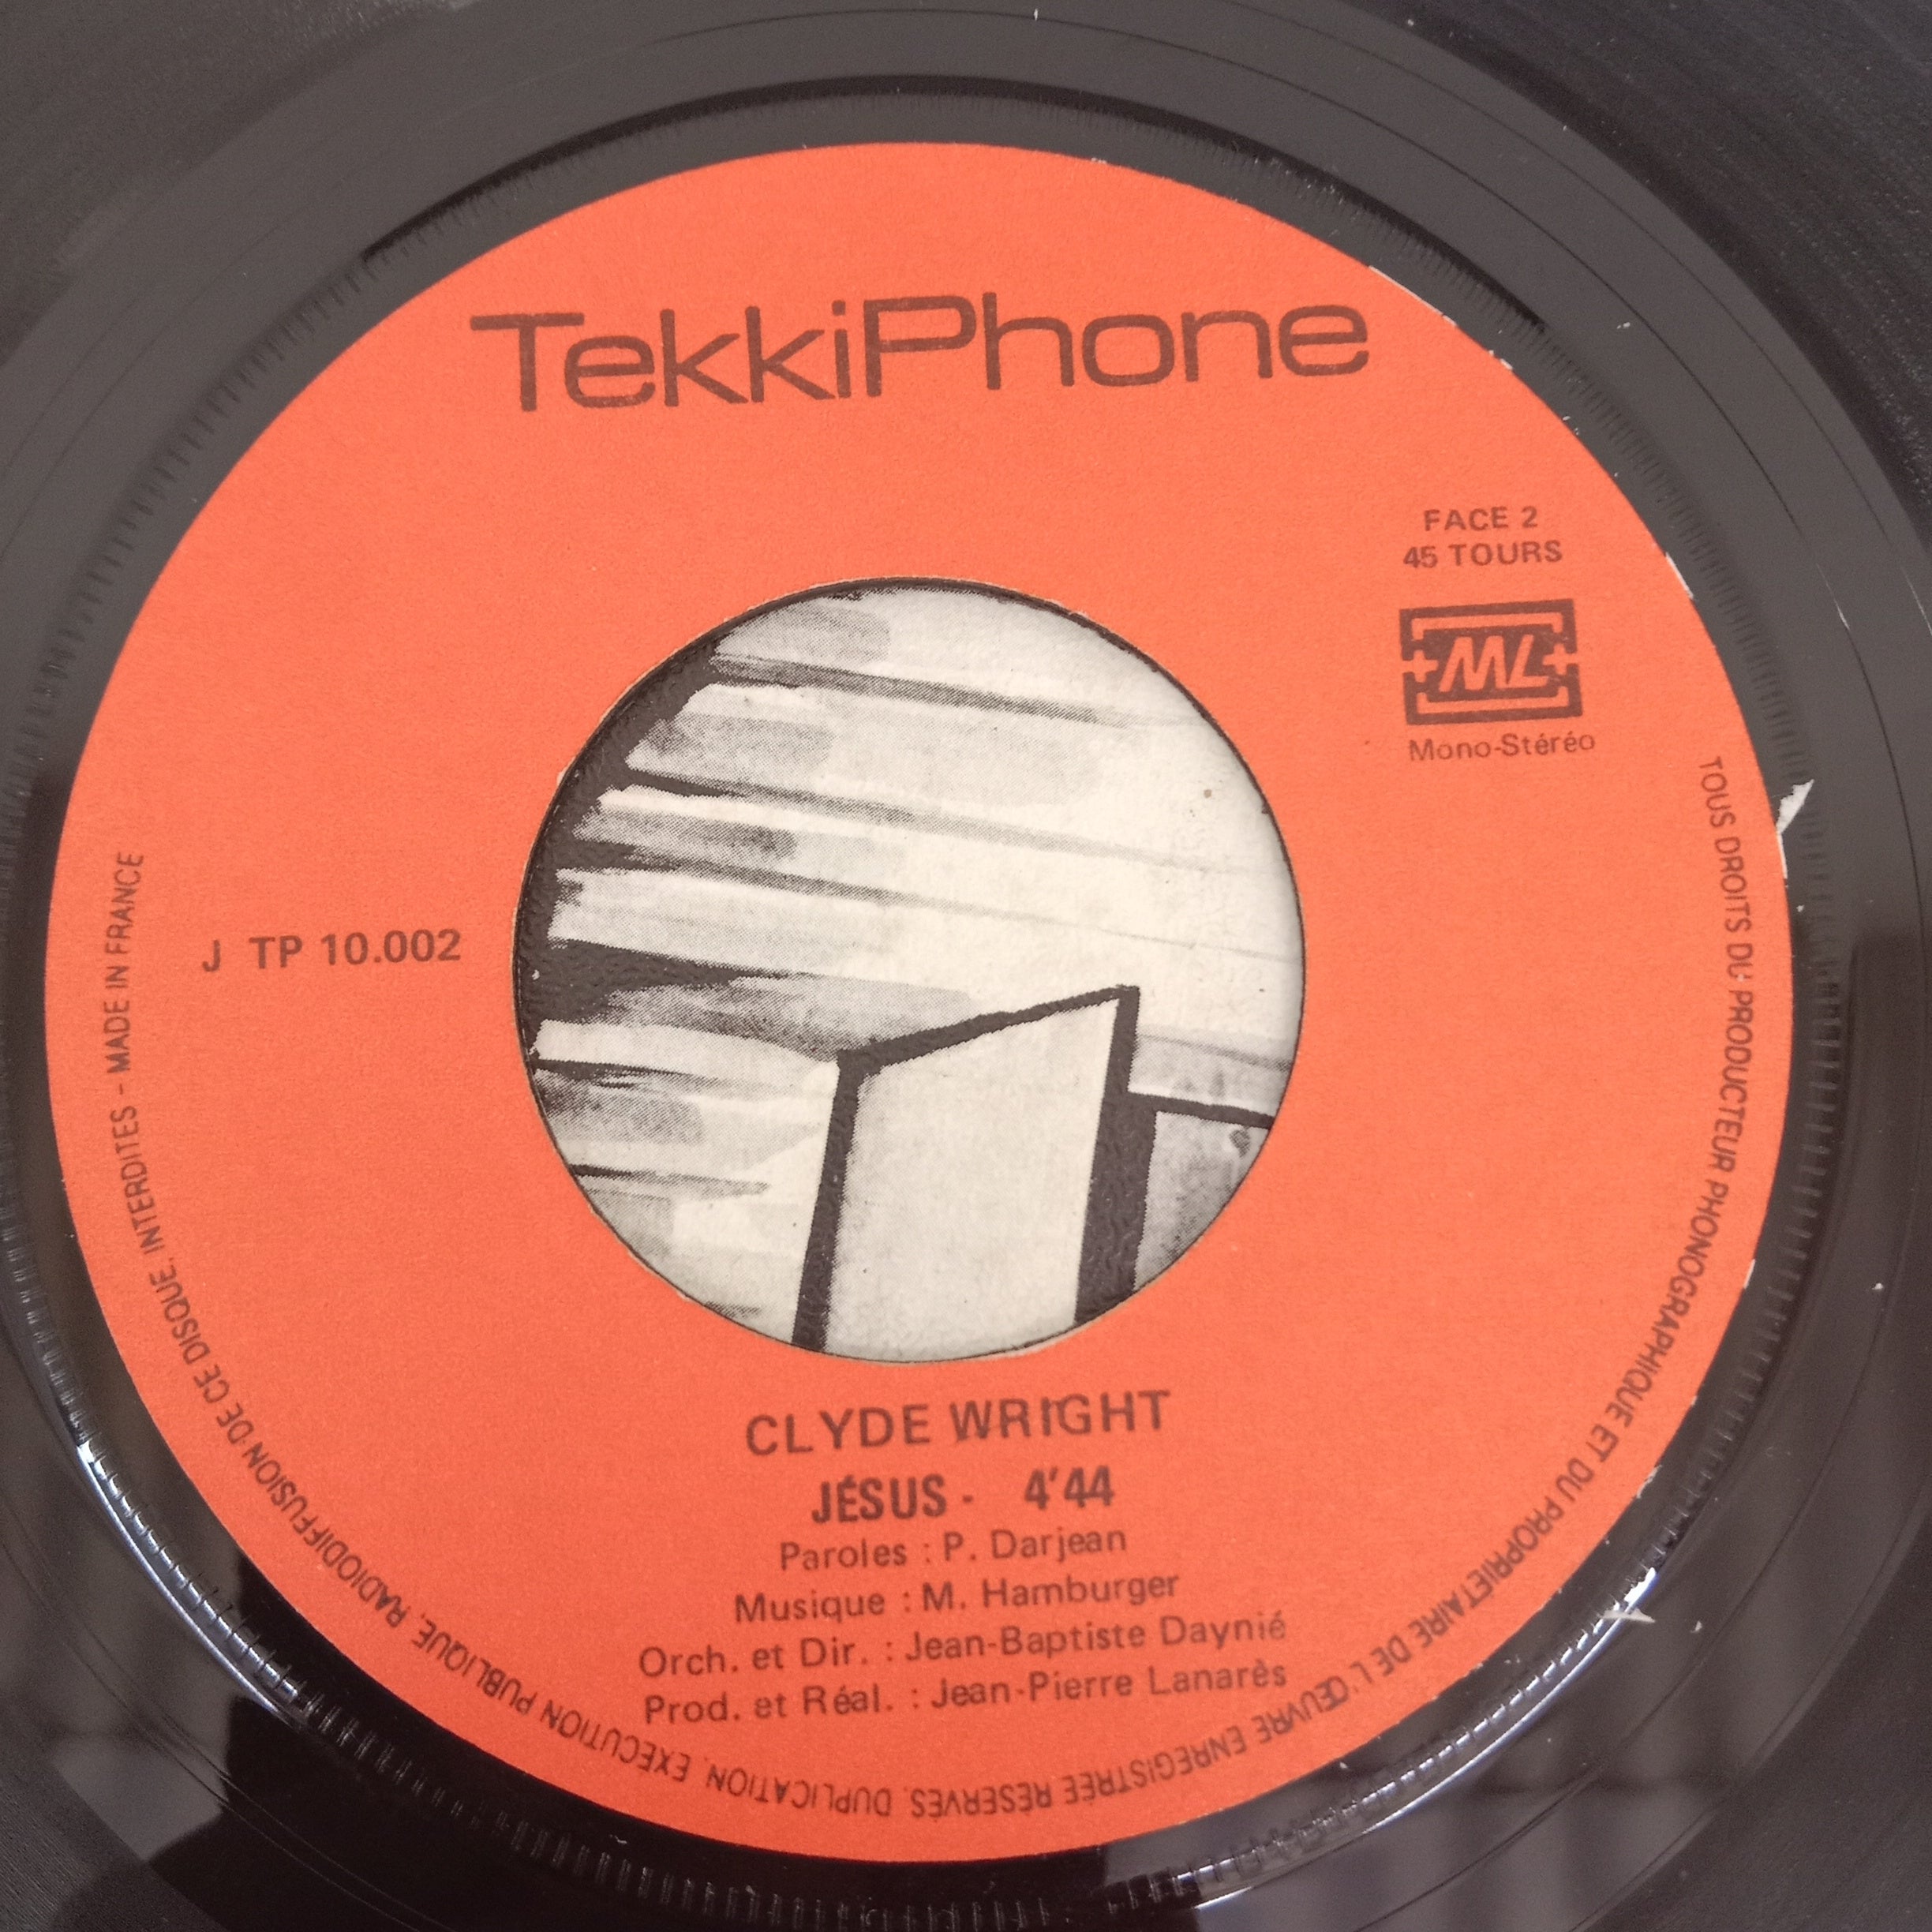 TekkiPhone
FACE 2
45 TOURS
ML
Mono-Stéréo
J TP 10.002
CLYDE WRIGHT
JÉSUS - 4'44
Paroles : P. Darjean
Musique : M. Hamburger
Orch. et Dir. : Jean-Baptiste Daynié
Prod. et Réal. : Jean-Pierre Lanarès
TOUS DROITS DU PRODUCTEUR PHONOGRAPHIQUE ET DU PROPRIETAIRE DE L'ŒUVRE ENREGISTRÉE RESERVES. DUPLICATION. EXECUTION PUBLIQUE. RADIODIFFUSION DE CE DISQUE. INTERDITES - MADE IN FRANCE